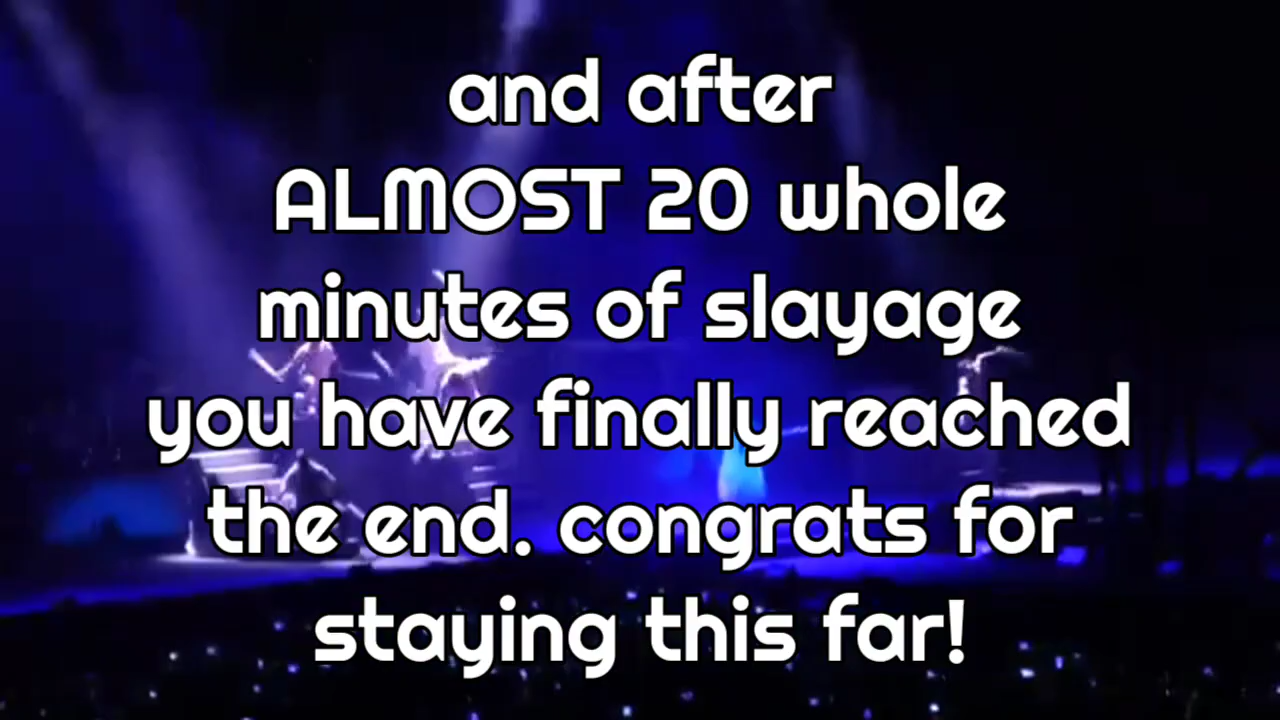 and after
ALMOST 20 whole
minutes of slayage
you have finally reached
the end. congrats for
staying this far!